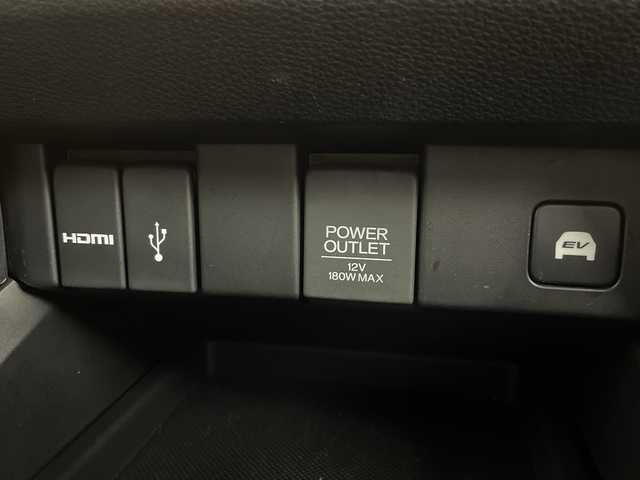 HDMI
POWER
OUTLET
12V
180W MAX
EV